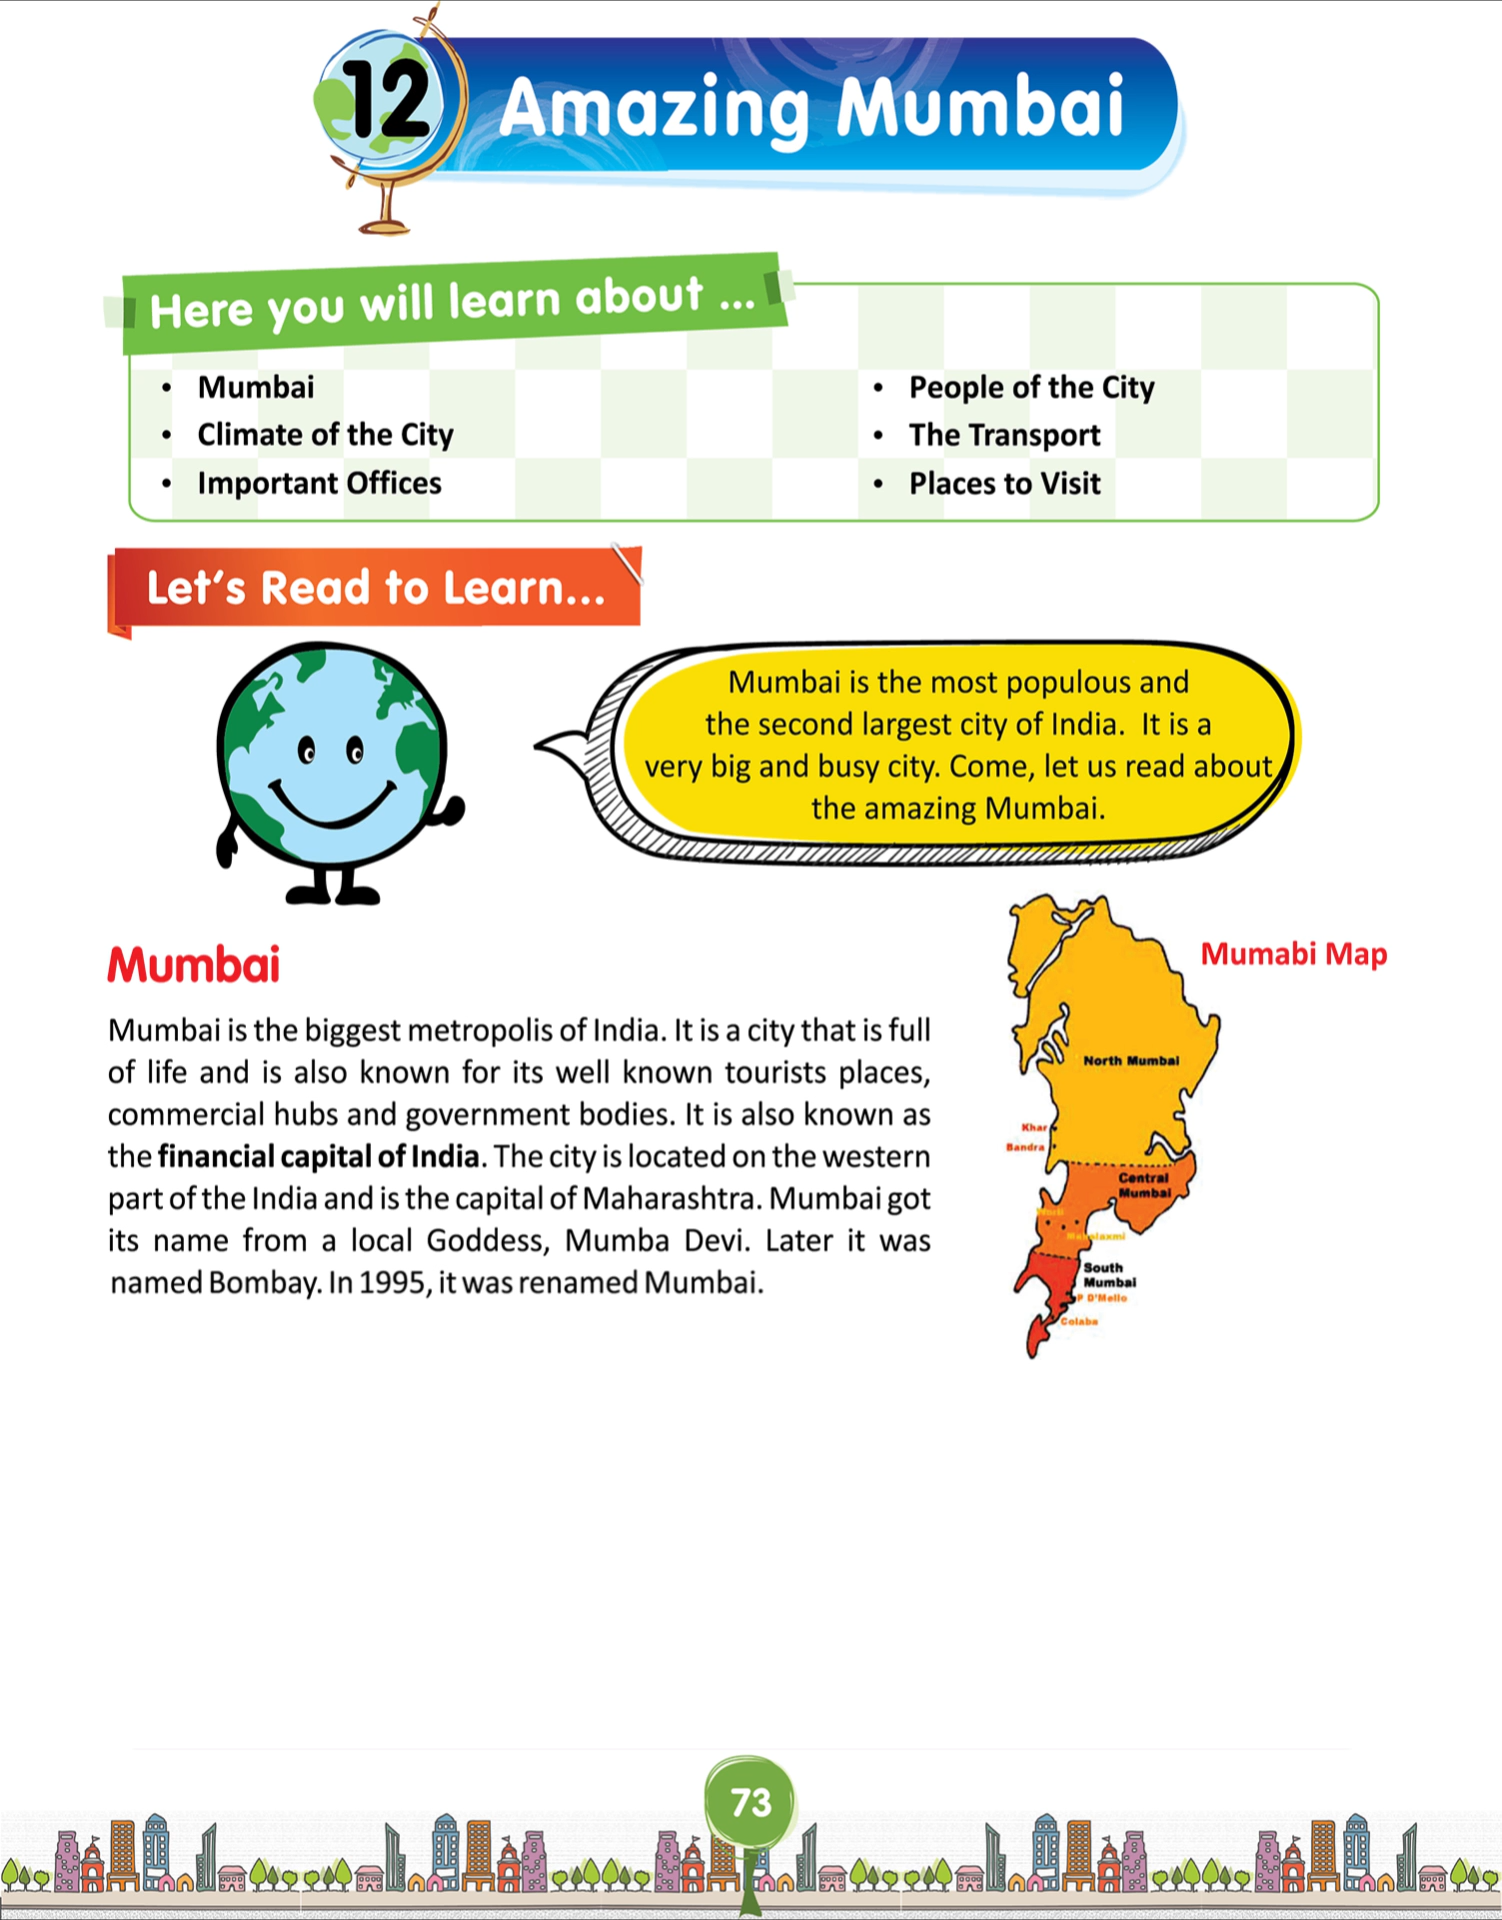 12
Amazing Mumbai
Here you will learn about ...
• Mumbai
• Climate of the City
• Important Offices
• People of the City
• The Transport
• Places to Visit
Let's Read to Learn...
Mumbai is the most populous and
the second largest city of India. It is a
very big and busy city. Come, let us read about
the amazing Mumbai.
Mumbai
Mumbai is the biggest metropolis of India. It is a city that is full
of life and is also known for its well known tourists places,
commercial hubs and government bodies. It is also known as
the financial capital of India. The city is located on the western
part of the India and is the capital of Maharashtra. Mumbai got
its name from a local Goddess, Mumba Devi. Later it was
named Bombay. In 1995, it was renamed Mumbai.
Mumabi Map
North Mumbai
Khar
Bandra
Central
Mumbai
Worli
Mahalaxmi
South
Mumbai
P D'Mello
Colaba
73